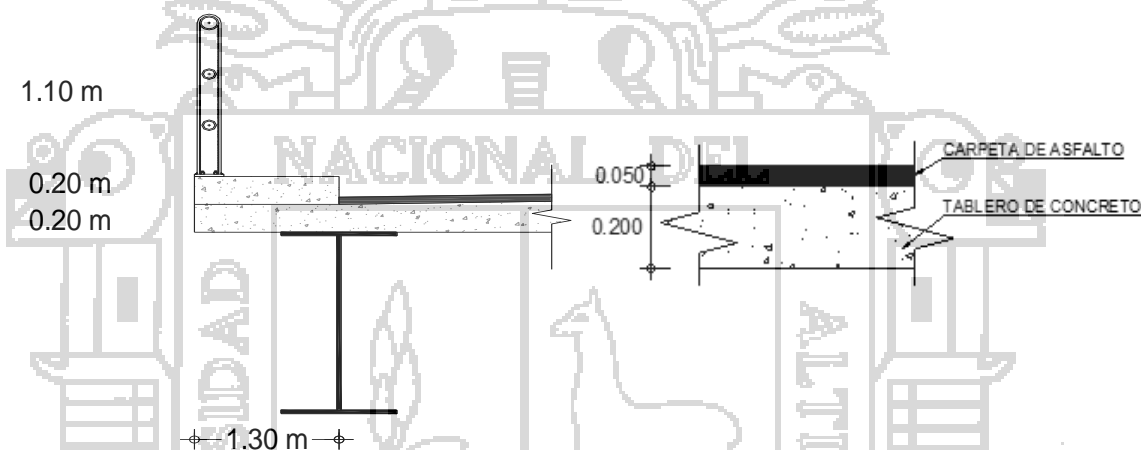 1.10 m
NACIONAL DEL
0.20 m
0.20 m
0.050
CARPETA DE ASFALTO
0.200
TABLERO DE CONCRETO
1.30 m